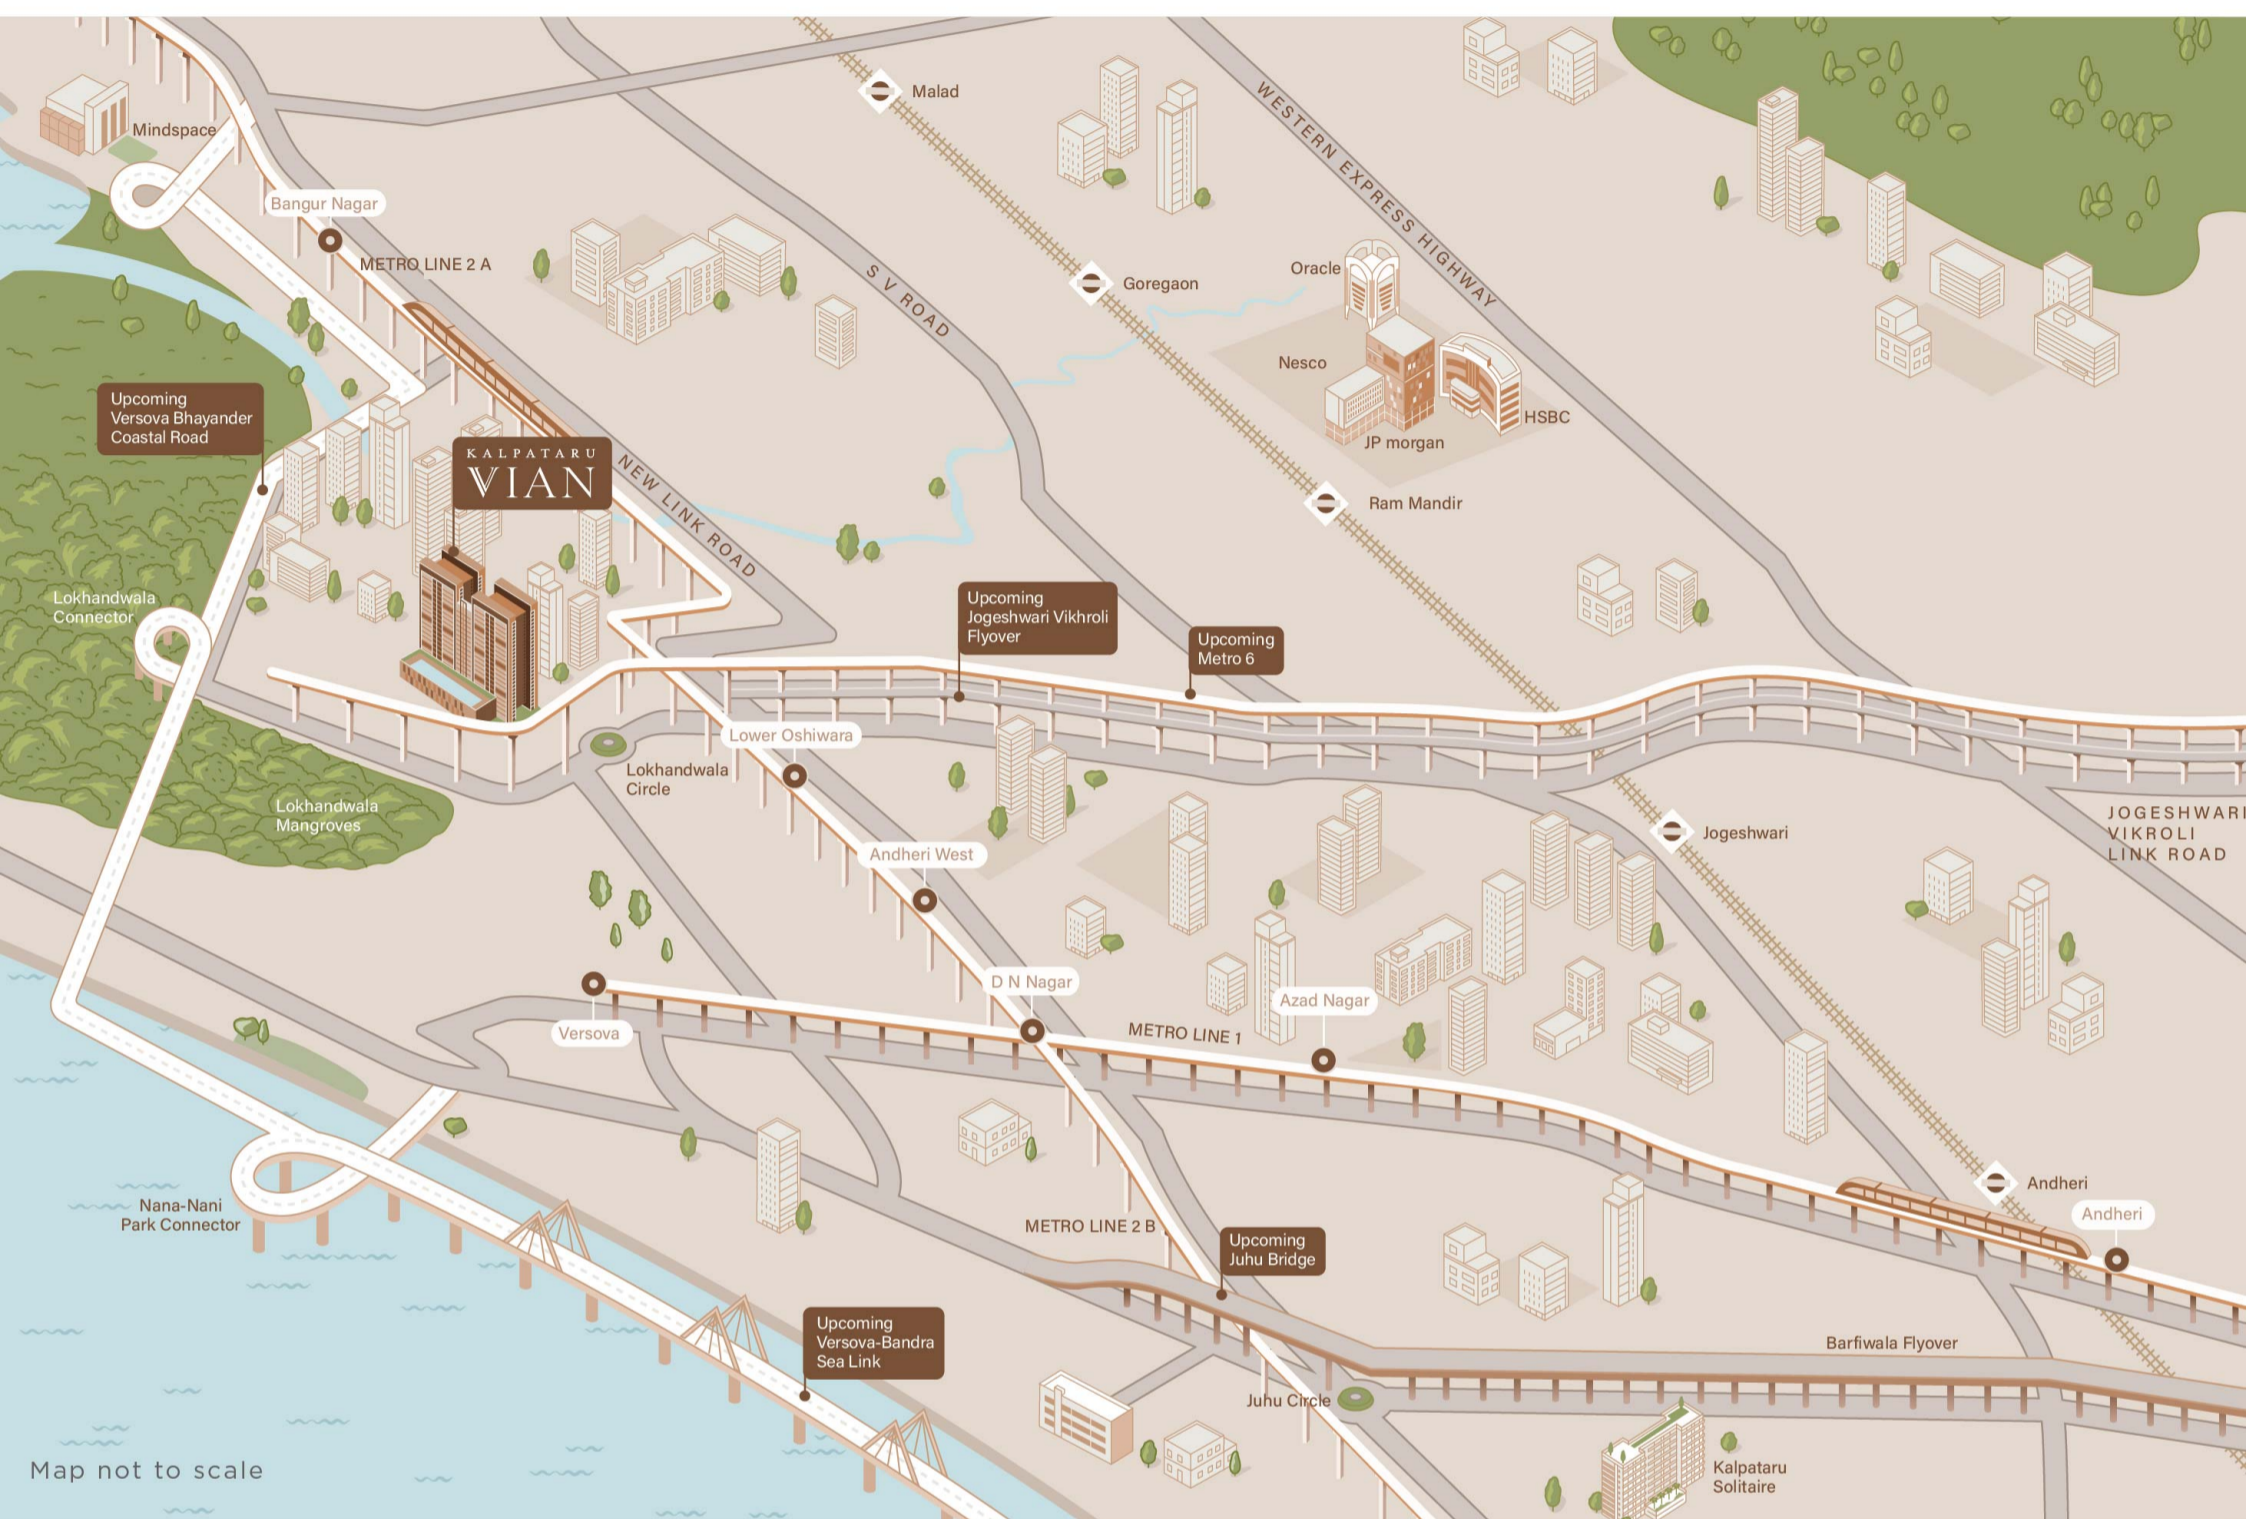 Malad
Mindspace
WESTERN EXPRESS HIGHWAY
Bangur Nagar
METRO LINE 2 A
S V ROAD
Goregaon
Oracle
Nesco
HSBC
JP morgan
Upcoming
Versova Bhayander
Coastal Road
KALPATARU
VIAN
NEW LINK ROAD
Ram Mandir
Lokhandwala
Connector
Upcoming
Jogeshwari Vikhroli
Flyover
Upcoming
Metro 6
Lower Oshiwara
Lokhandwala
Circle
Lokhandwala
Mangroves
JOGESHWARI
VIKROLI
LINK ROAD
Jogeshwari
Andheri West
D N Nagar
Azad Nagar
Versova
METRO LINE 1
Andheri
Andheri
Nana-Nani
Park Connector
METRO LINE 2 B
Upcoming
Juhu Bridge
Upcoming
Versova-Bandra
Sea Link
Barfiwala Flyover
Juhu Circle
Map not to scale
Kalpataru
Solitaire